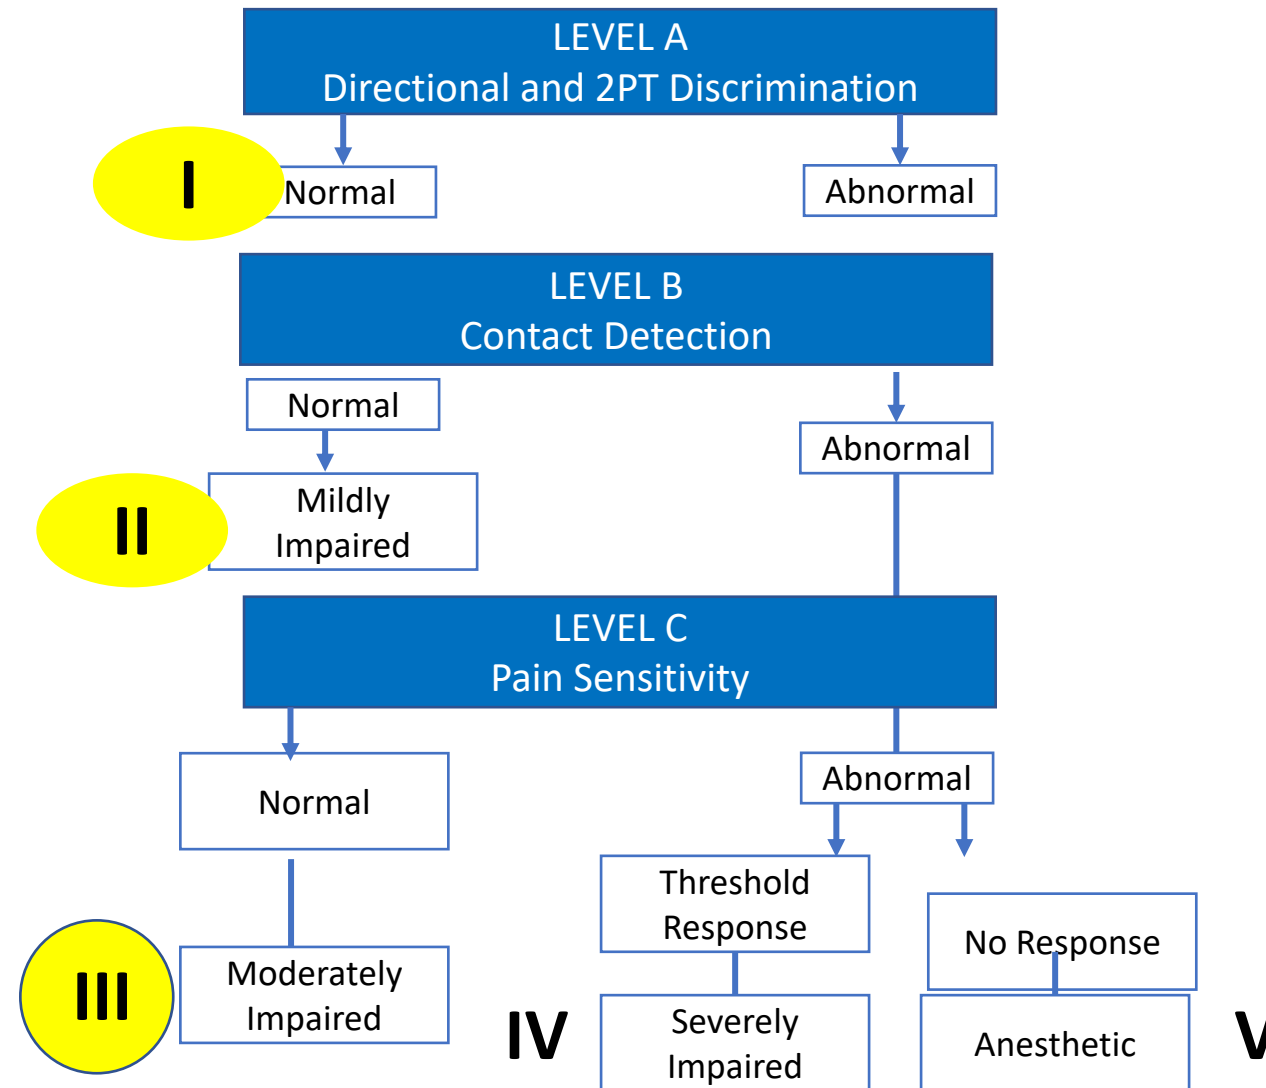 LEVEL A
Directional and 2PT Discrimination
I
Normal
Abnormal
LEVEL B
Contact Detection
Normal
Abnormal
II
Mildly
Impaired
LEVEL C
Pain Sensitivity
Normal
Abnormal
Threshold
Response
No Response
III
Moderately
Impaired
IV
Severely
Impaired
Anesthetic
V